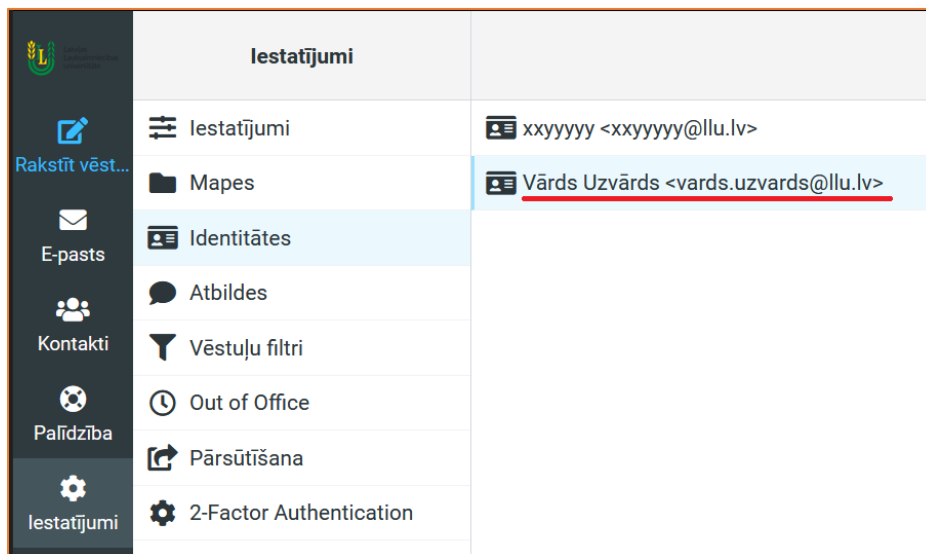 Iestatījumi
Rakstīt vēst...
E-pasts
Kontakti
Palīdzība
Iestatījumi
Iestatījumi
Mapes
Identitātes
Atbildes
Vēstuļu filtri
Out of Office
Pārsūtīšana
2-Factor Authentication
xxyyyyy <xxyyyyy@llu.lv>
Vārds Uzvārds <vards.uzvards@llu.lv>